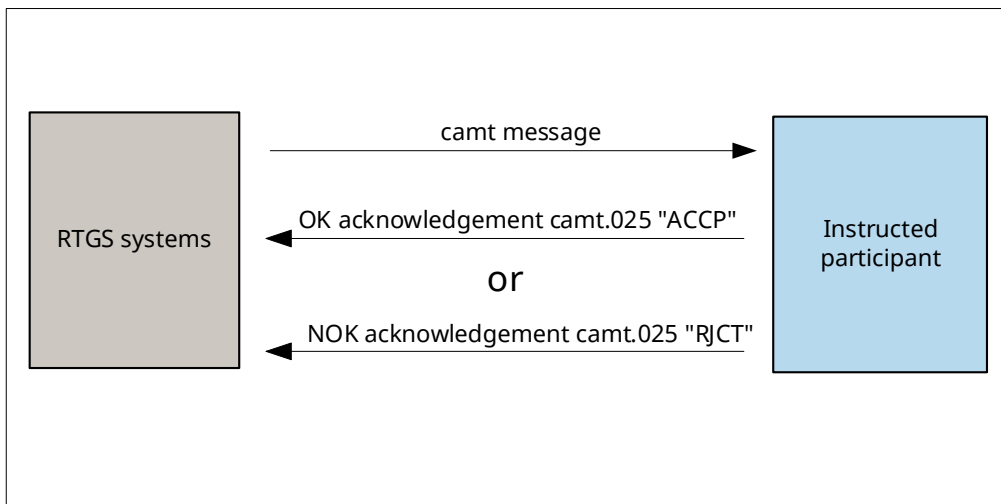 camt message
RTGS systems
OK acknowledgement camt.025 "ACCP"
or
NOK acknowledgement camt.025 "RJCT"
Instructed
participant